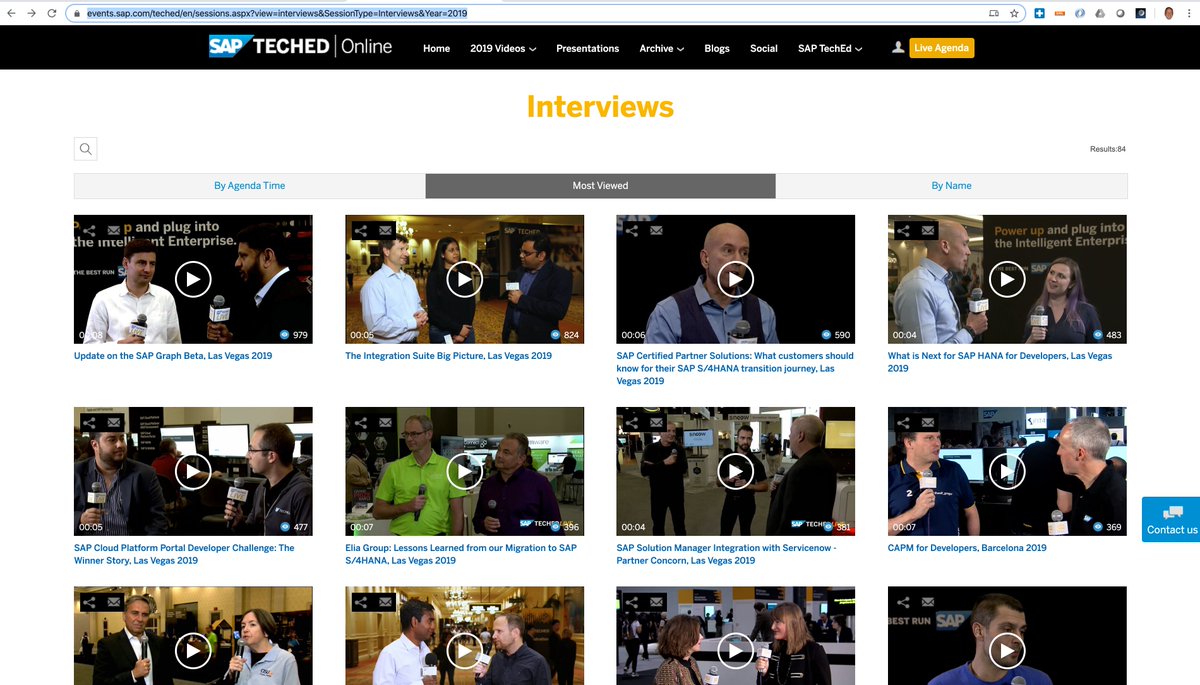 events.sap.com/teched/en/sessions.aspx?view=interviews&SessionType=Interviews&Year=2019
SAP TECHED Online
Home
2019 Videos
Presentations
Archive
Blogs
Social
SAP TechEd
Live Agenda
Interviews
Results:84
By Agenda Time
Most Viewed
By Name
p and plug into
the Intelligent Enterprise.
THE BEST RUN
00:08
979
SAP TECHED
00:05
824
SAP
00:06
590
Power up and plug into
the Intelligent Enterpris
THE BEST RUN SAP
00:04
483
Update on the SAP Graph Beta, Las Vegas 2019
The Integration Suite Big Picture, Las Vegas 2019
SAP Certified Partner Solutions: What customers should
know for their SAP S/4HANA transition journey, Las
Vegas 2019
What is Next for SAP HANA for Developers, Las Vegas
2019
LIVE
00:05
477
SAP TECHED
00:07
396
SAP TECHED
00:04
381
SAP
2
00:07
369
SAP Cloud Platform Portal Developer Challenge: The
Winner Story, Las Vegas 2019
Elia Group: Lessons Learned from our Migration to SAP
S/4HANA, Las Vegas 2019
SAP Solution Manager Integration with Servicenow -
Partner Concorn, Las Vegas 2019
CAPM for Developers, Barcelona 2019
Contact us
BEST RUN SAP